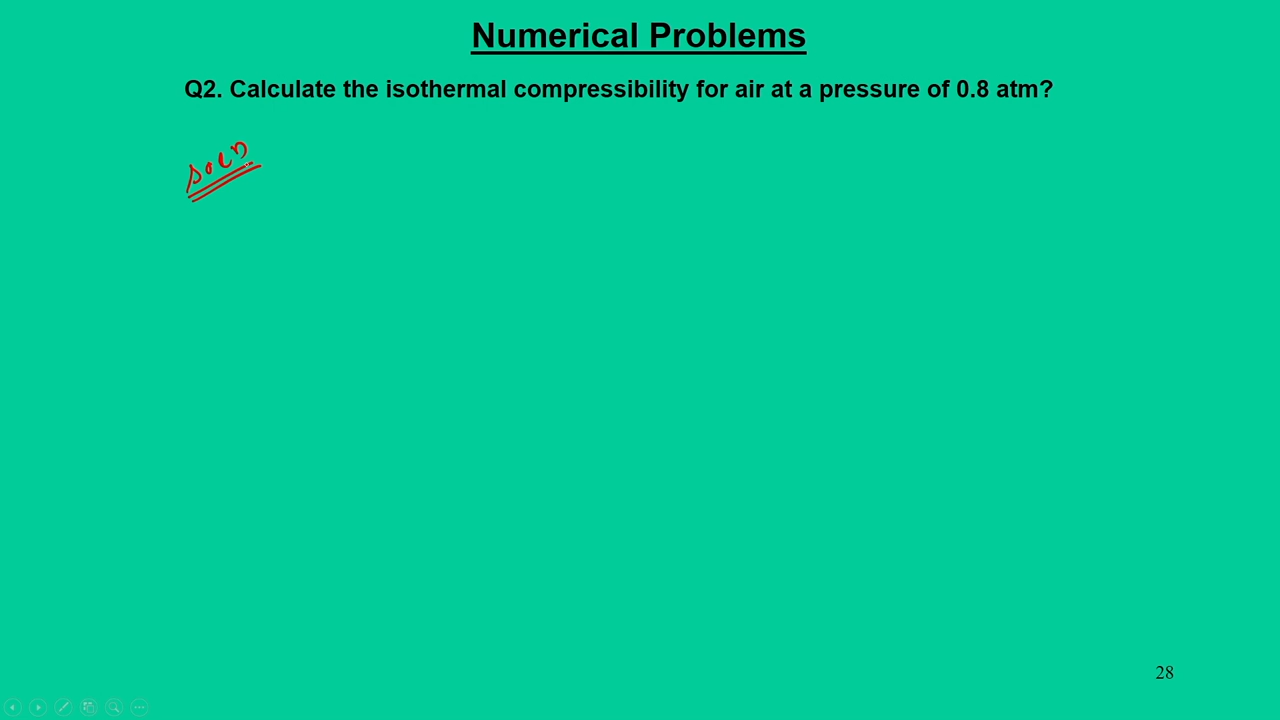 Numerical Problems
Q2. Calculate the isothermal compressibility for air at a pressure of 0.8 atm?
soln
28